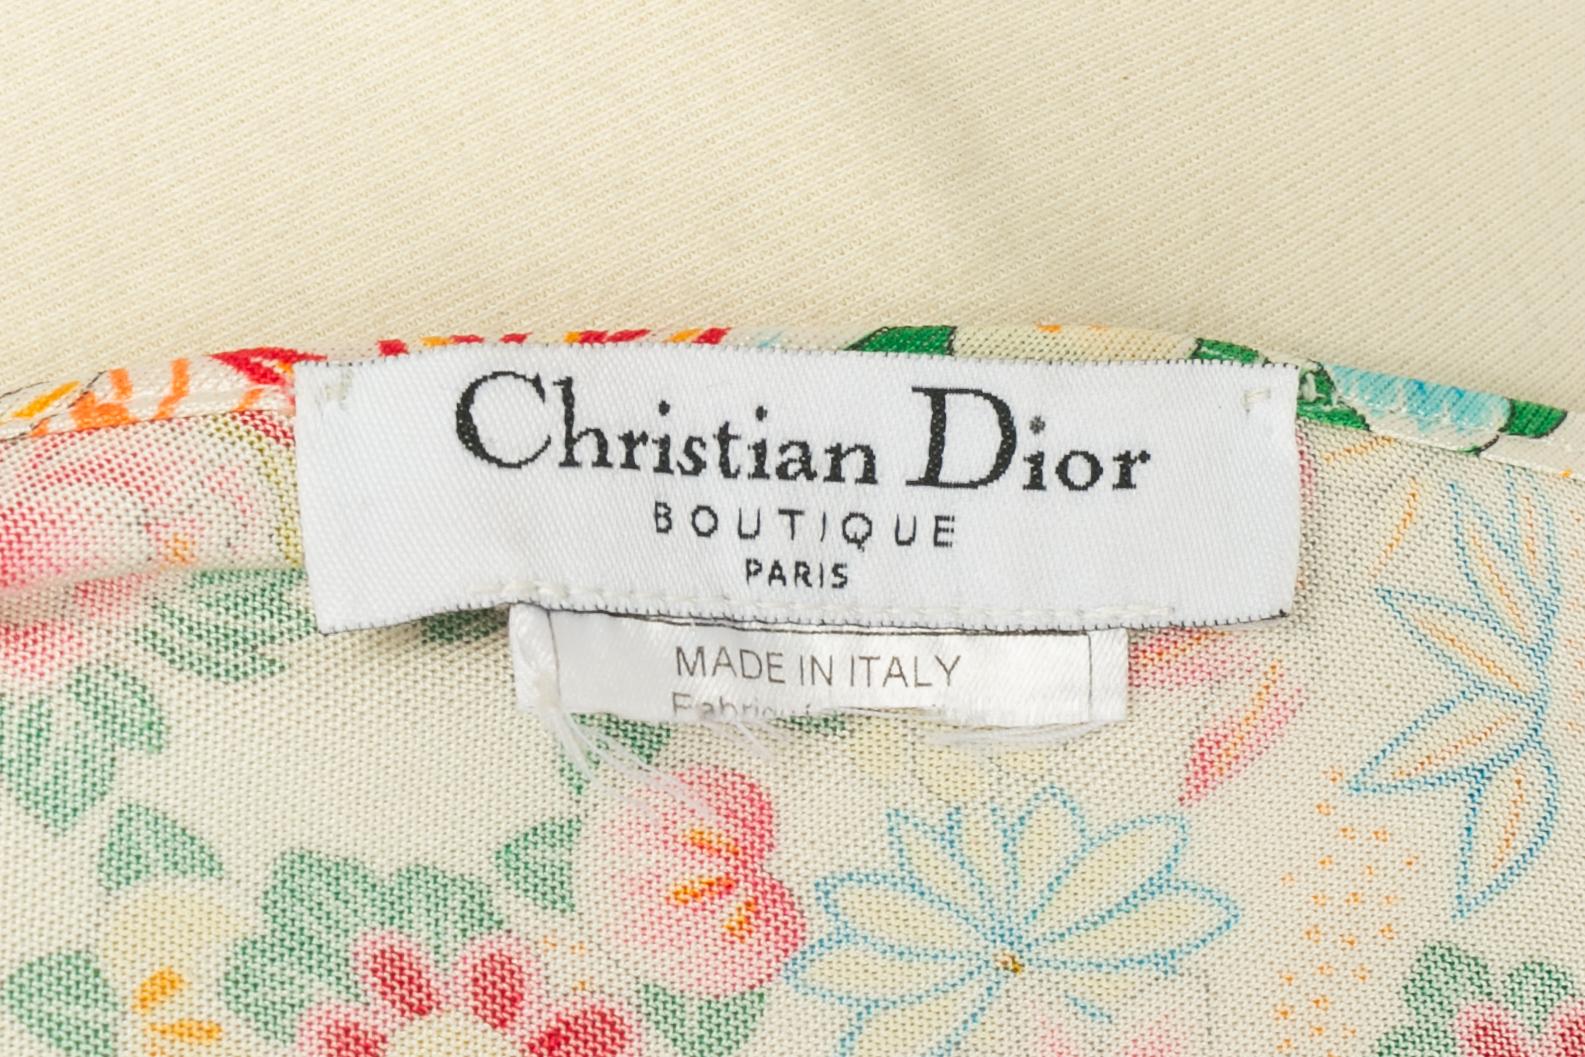 Christian Dior
BOUTIQUE
PARIS
MADE IN ITALY